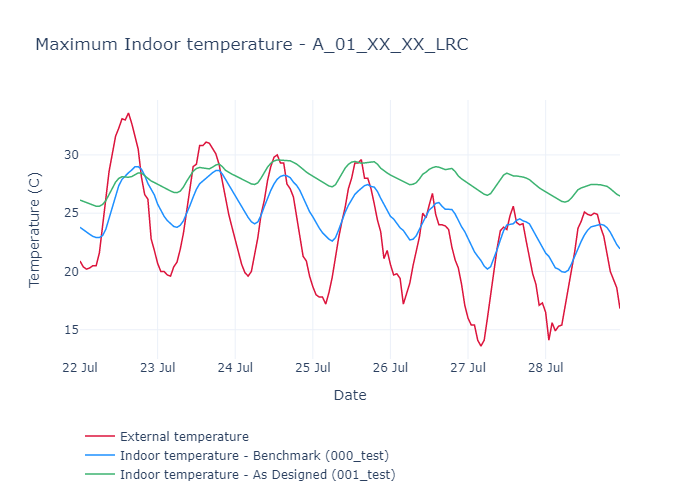 Maximum Indoor temperature - A_01_XX_XX_LRC
Temperature (C)
30
25
20
15
22 Jul
23 Jul
24 Jul
25 Jul
26 Jul
27 Jul
28 Jul
Date
External temperature
Indoor temperature - Benchmark (000_test)
Indoor temperature - As Designed (001_test)